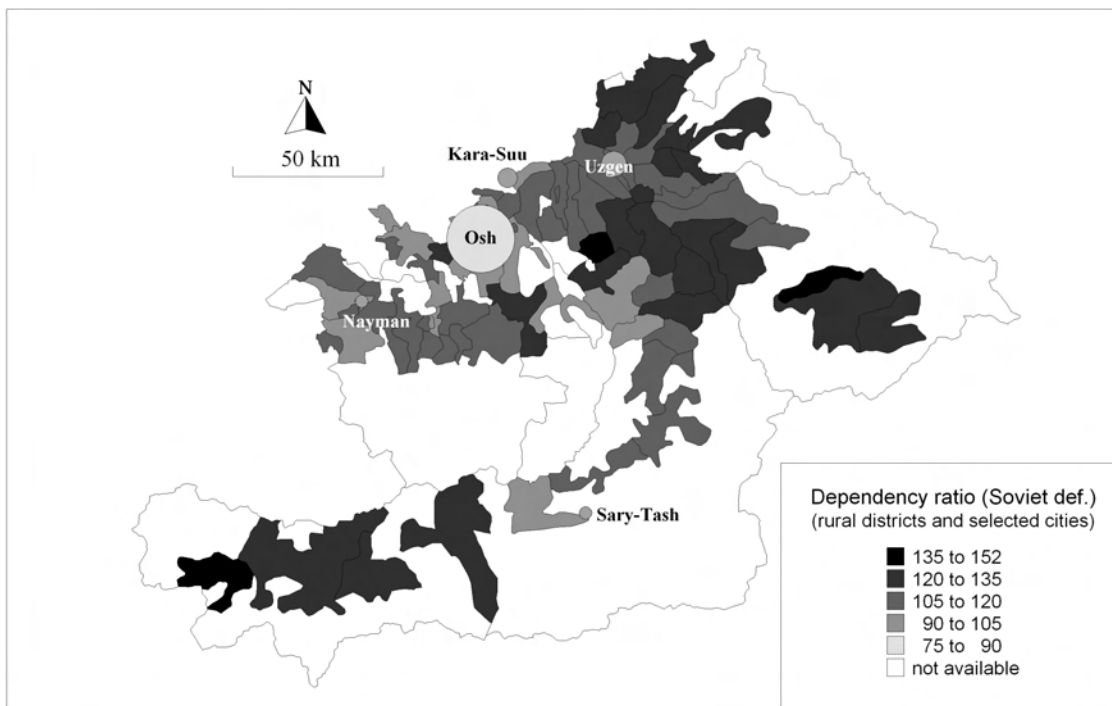 N
50 km
Kara-Suu
Uzgen
Osh
Nayman
Sary-Tash
Dependency ratio (Soviet def.)
(rural districts and selected cities)
135 to 152
120 to 135
105 to 120
90 to 105
75 to 90
not available